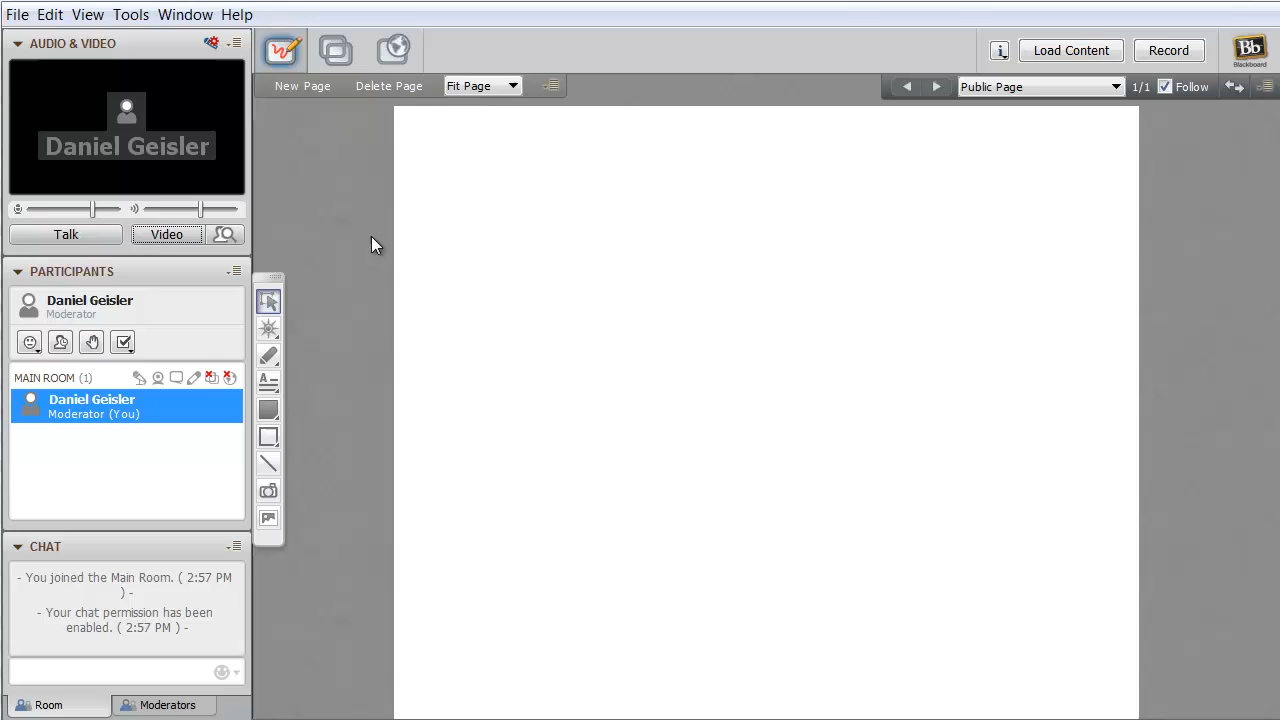 File Edit View Tools Window Help
AUDIO & VIDEO
Daniel Geisler
Talk Video
PARTICIPANTS
Daniel Geisler
Moderator
MAIN ROOM (1)
Daniel Geisler
Moderator (You)
CHAT
- You joined the Main Room. ( 2:57 PM
) -
- Your chat permission has been
enabled. ( 2:57 PM ) -
Room Moderators
Load Content Record
Bb
Blackboard
New Page Delete Page Fit Page
Public Page 1/1 Follow
A